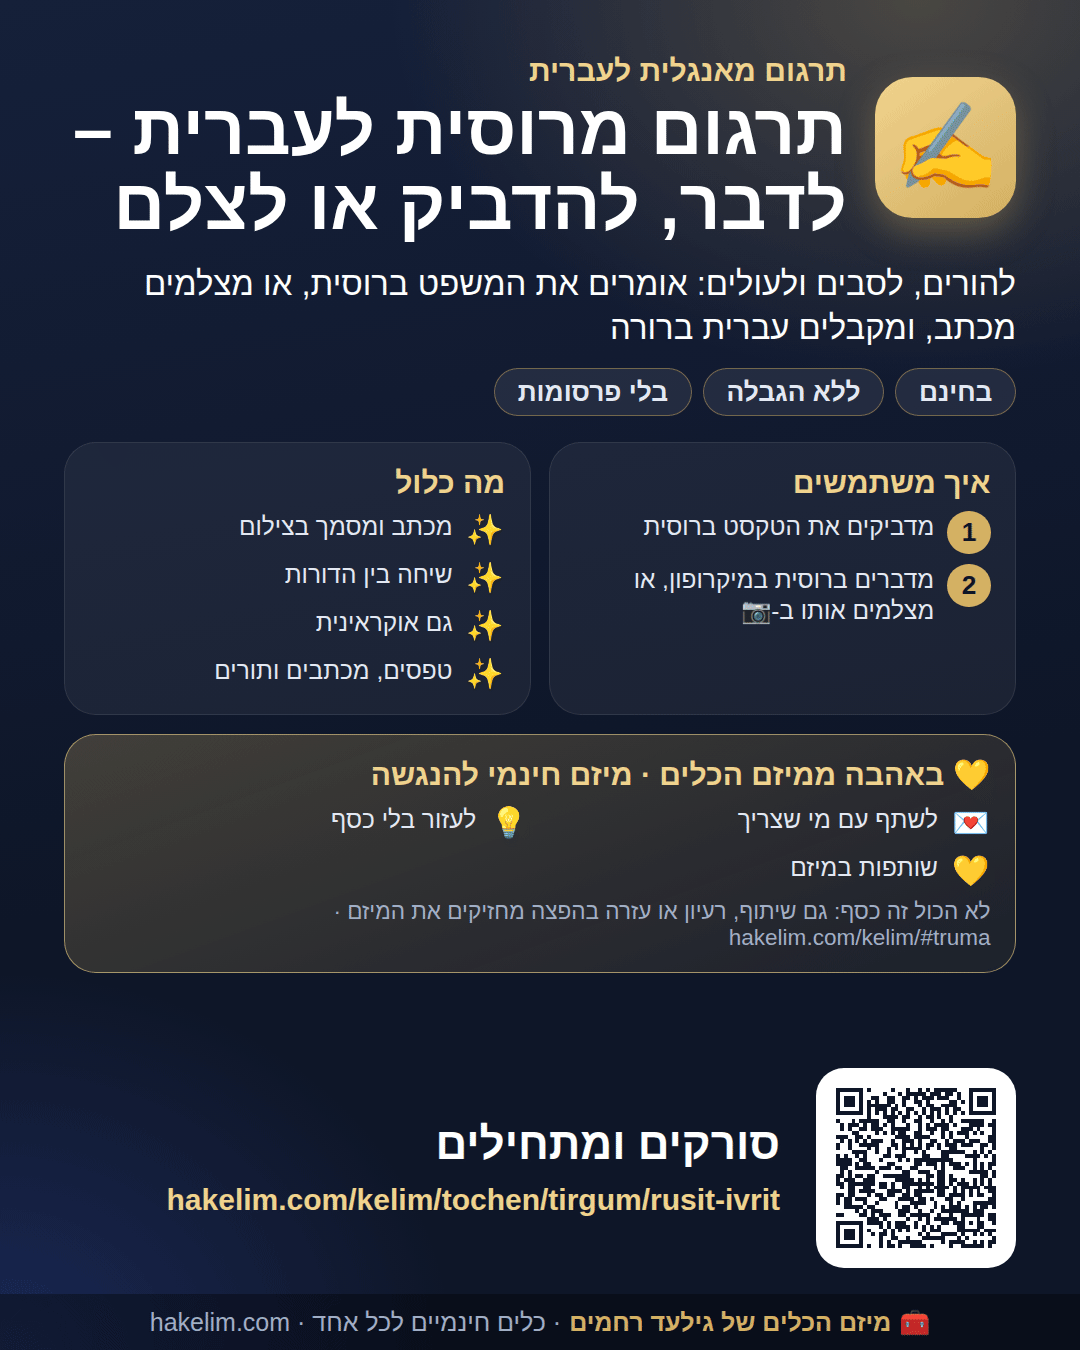 תרגום מאנגלית לעברית
תרגום מרוסית לעברית –
לדבר, להדביק או לצלם
להורים, לסבים ולעולים: אומרים את המשפט ברוסית, או מצלמים
מכתב, ומקבלים עברית ברורה
בחינם
ללא הגבלה
בלי פרסומות
איך משתמשים
1 מדביקים את הטקסט ברוסית
2 מדברים ברוסית במיקרופון, או
מצלמים אותו ב-📷
מה כלול
✨ מכתב ומסמך בצילום
✨ שיחה בין הדורות
✨ גם אוקראינית
✨ טפסים, מכתבים ותורים
💛 באהבה ממיזם הכלים · מיזם חינמי להנגשה
💌 לשתף עם מי שצריך
💡 לעזור בלי כסף
💛 שותפות במיזם
לא הכול זה כסף: גם שיתוף, רעיון או עזרה בהפצה מחזיקים את המיזם ·
hakelim.com/kelim/#truma
סורקים ומתחילים
hakelim.com/kelim/tochen/tirgum/rusit-ivrit
🧰 מיזם הכלים של גילעד רחמים · כלים חינמיים לכל אחד · hakelim.com